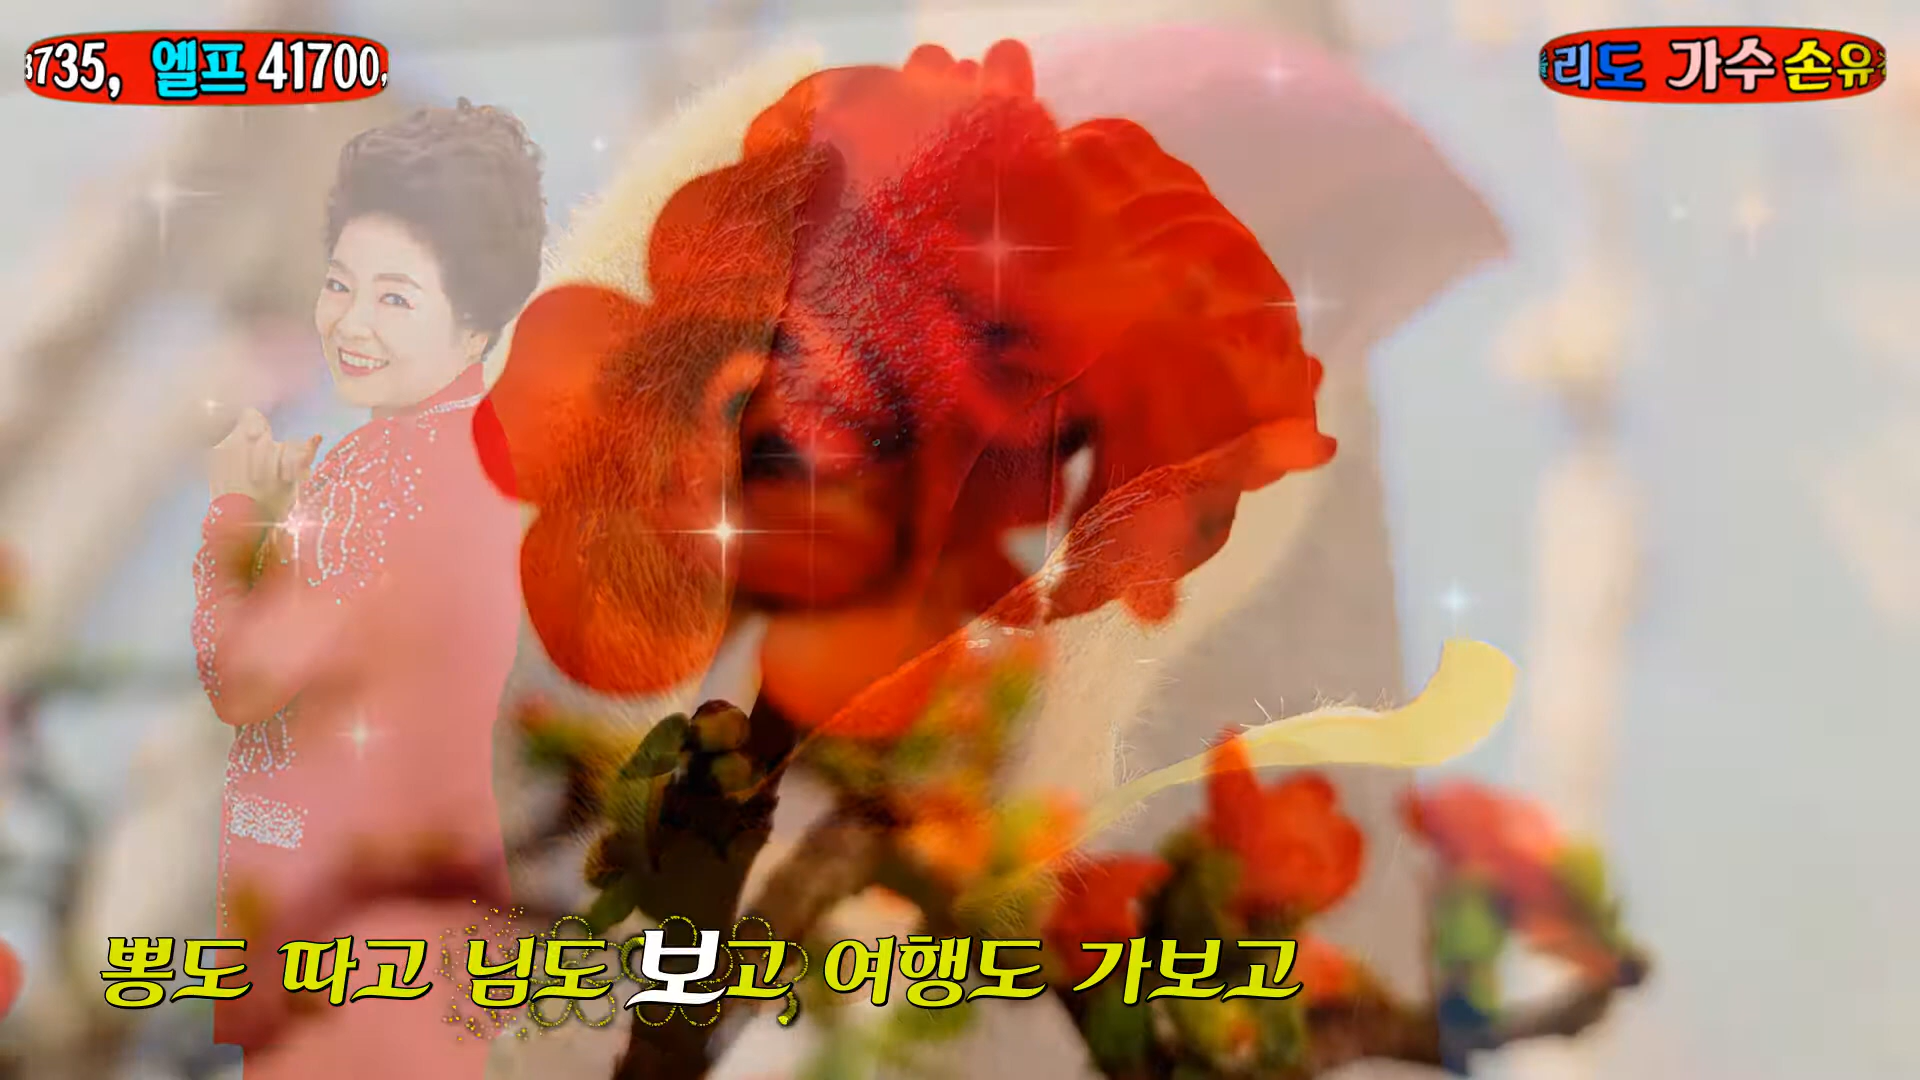 735, 엘프 41700,
리도 가수 손유
뽕도 따고 님도 보고 여행도 가보고